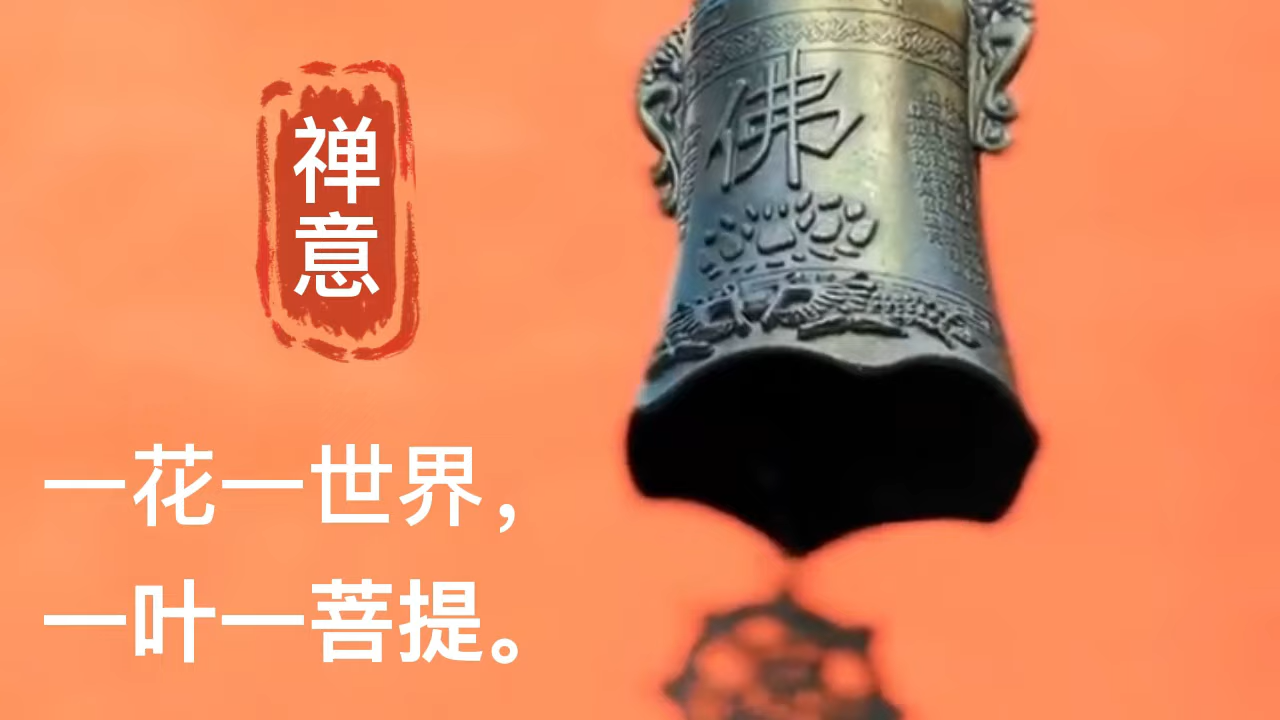 禅意
佛
一花一世界，
一叶一菩提。